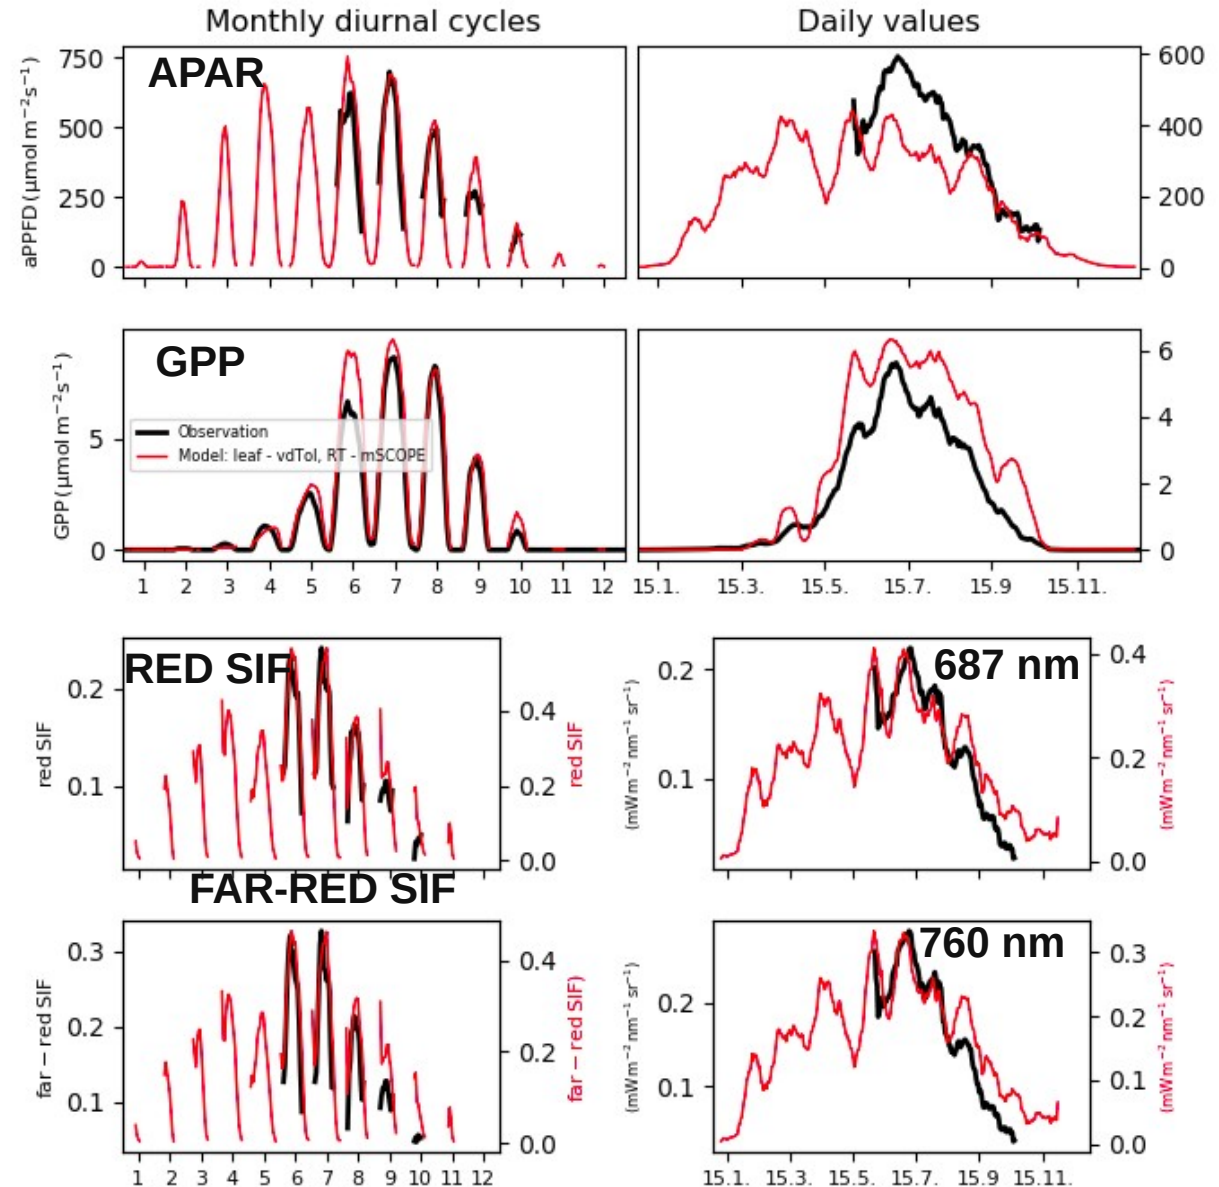 Monthly diurnal cycles
Daily values
APAR
aPPFD (μmol m⁻²s⁻¹)
750
500
250
0
600
400
200
0
GPP
GPP (μmol m⁻²s⁻¹)
5
0
Observation
Model: leaf - vdTol, RT - mSCOPE
6
4
2
0
1 2 3 4 5 6 7 8 9 10 11 12
15.1. 15.3. 15.5. 15.7. 15.9 15.11.
RED SIF
red SIF
0.2
0.1
0.4
0.2
0.0
red SIF
687 nm
(mWm⁻² nm⁻¹ sr⁻¹)
0.2
0.1
0.4
0.2
0.0
(mWm⁻² nm⁻¹ sr⁻¹)
FAR-RED SIF
far − red SIF
0.3
0.2
0.1
0.4
0.2
0.0
far − red SIF)
760 nm
(mWm⁻² nm⁻¹ sr⁻¹)
0.2
0.1
0.3
0.2
0.1
0.0
(mWm⁻² nm⁻¹ sr⁻¹)
1 2 3 4 5 6 7 8 9 10 11 12
15.1. 15.3. 15.5. 15.7. 15.9 15.11.